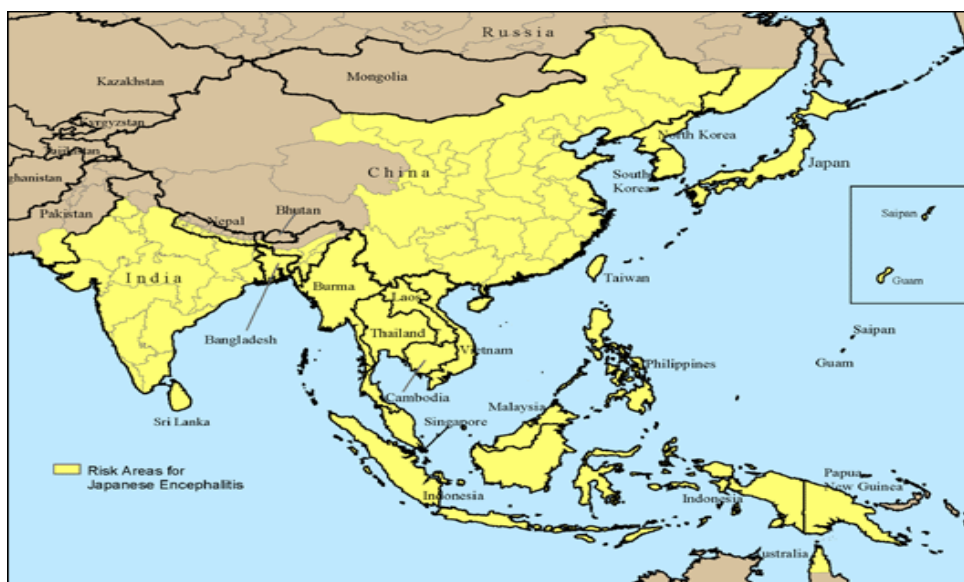 Russia
Kazakhstan
Mongolia
Kyrgyzstan
Tajikistan
ghanistan
China
North Korea
South
Korea
Japan
Pakistan
Nepal
Bhutan
Saipan
Guam
India
Burma
Taiwan
Laos
Bangladesh
Thailand
Vietnam
Saipan
Guam
Philippines
Cambodia
Malaysia
Sri Lanka
Singapore
Risk Areas for
Japanese Encephalitis
Indonesia
Indonesia
Papua
New Guinea
Australia